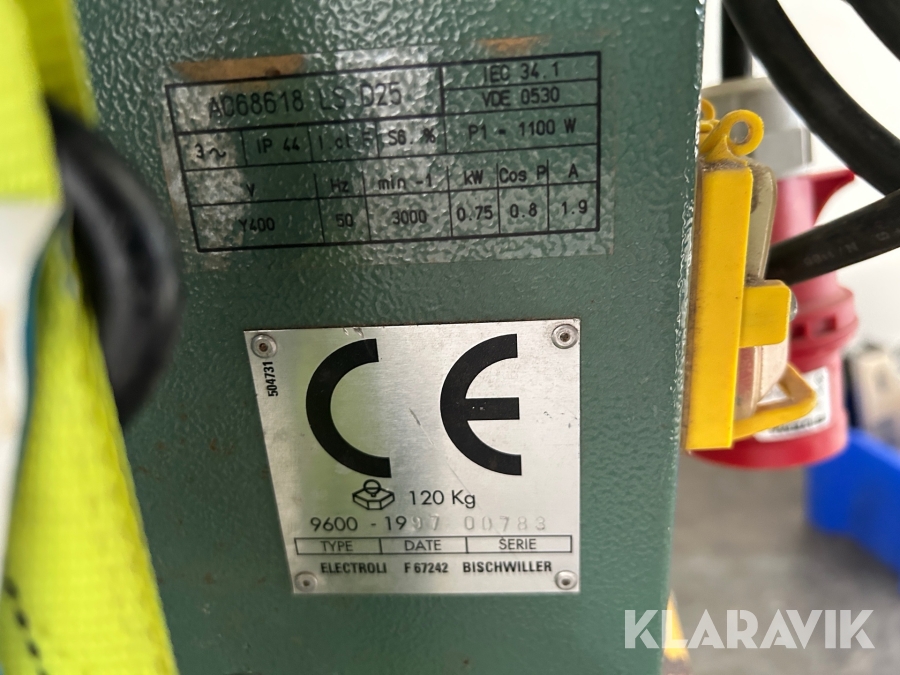 AC68618 LS D25
IEC 34.1
VDE 0530
3~ IP 44 S6. % P1 - 1100 W
V Hz min -1 kW Cos P A
Y400 50 3000 0.75 0.8 1.9
504731
CE
120 Kg
9600 - 1997 00783
TYPE DATE SERIE
ELECTROLI F 67242 BISCHWILLER
KLARAVIK